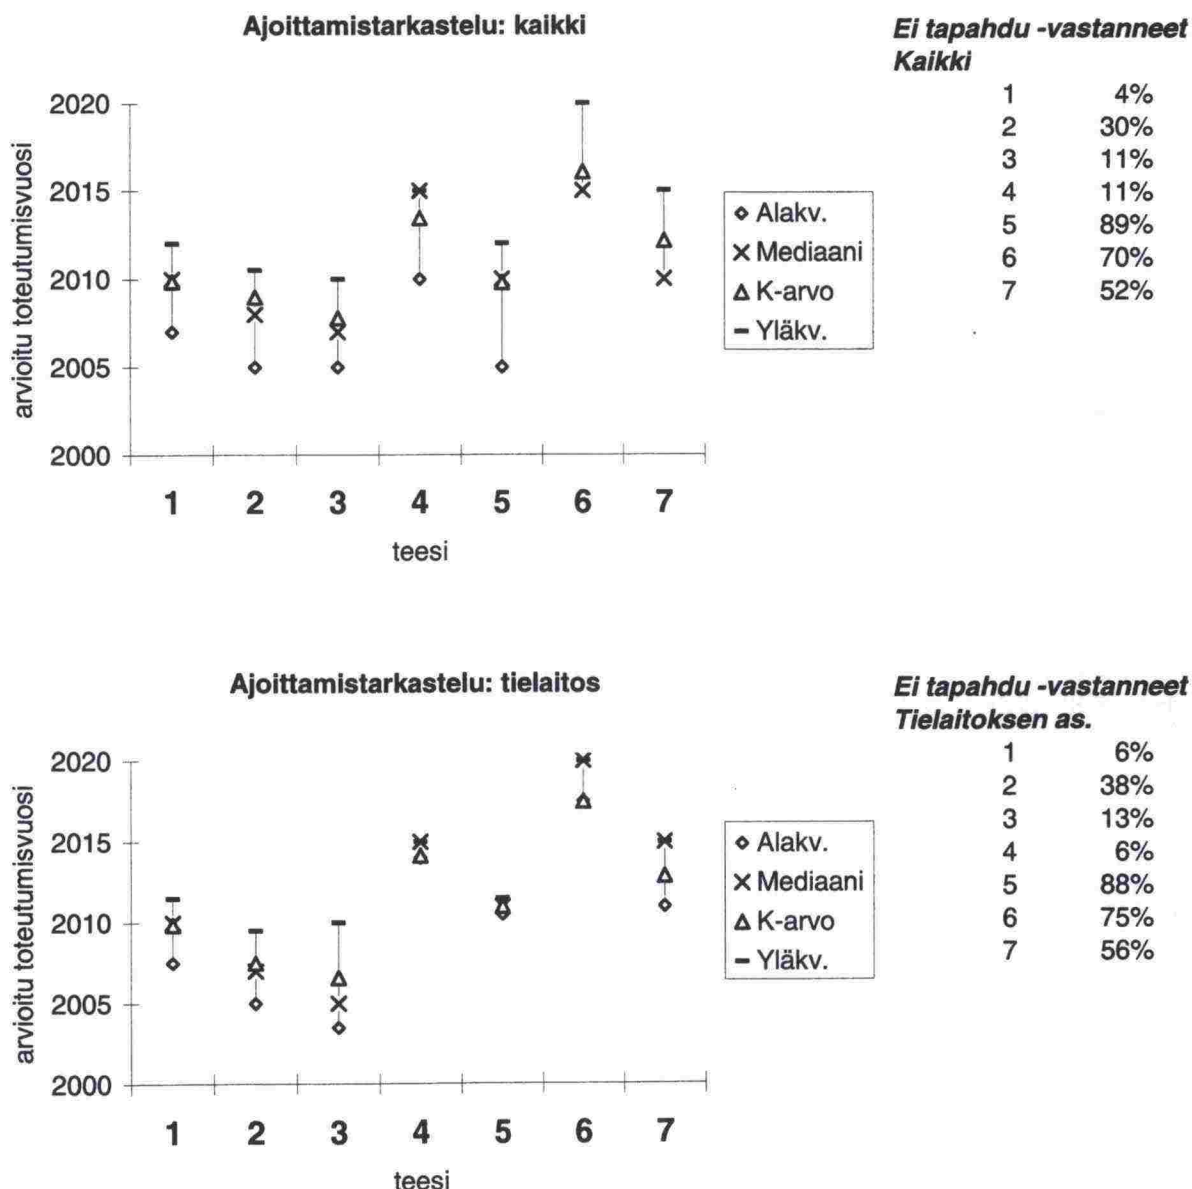 Ajoittamistarkastelu: kaikki
Ei tapahdu -vastanneet
Kaikki
1 4%
2 30%
3 11%
4 11%
5 89%
6 70%
7 52%
arvioitu toteutumisvuosi
2020
2015
2010
2005
2000
1 2 3 4 5 6 7
teesi
Alakv.
Mediaani
K-arvo
Yläkv.
Ajoittamistarkastelu: tielaitos
Ei tapahdu -vastanneet
Tielaitoksen as.
1 6%
2 38%
3 13%
4 6%
5 88%
6 75%
7 56%
arvioitu toteutumisvuosi
2020
2015
2010
2005
2000
1 2 3 4 5 6 7
teesi
Alakv.
Mediaani
K-arvo
Yläkv.